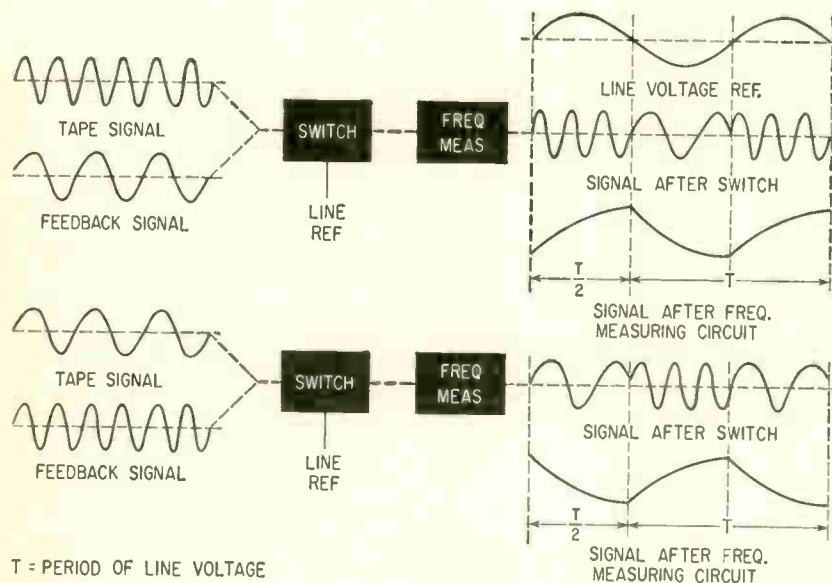 TAPE SIGNAL
FEEDBACK SIGNAL
SWITCH
LINE
REF
FREQ
MEAS
LINE VOLTAGE REF.
SIGNAL AFTER SWITCH
T/2
T
SIGNAL AFTER FREQ.
MEASURING CIRCUIT
TAPE SIGNAL
FEEDBACK SIGNAL
SWITCH
LINE
REF
FREQ
MEAS
SIGNAL AFTER SWITCH
T/2
T
SIGNAL AFTER FREQ.
MEASURING CIRCUIT
T = PERIOD OF LINE VOLTAGE